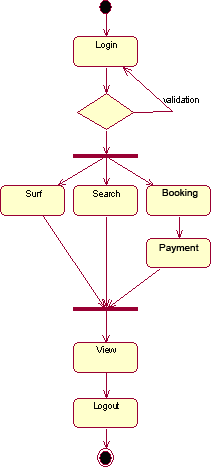 Login
validation
Surf
Search
Booking
Payment
View
Logout